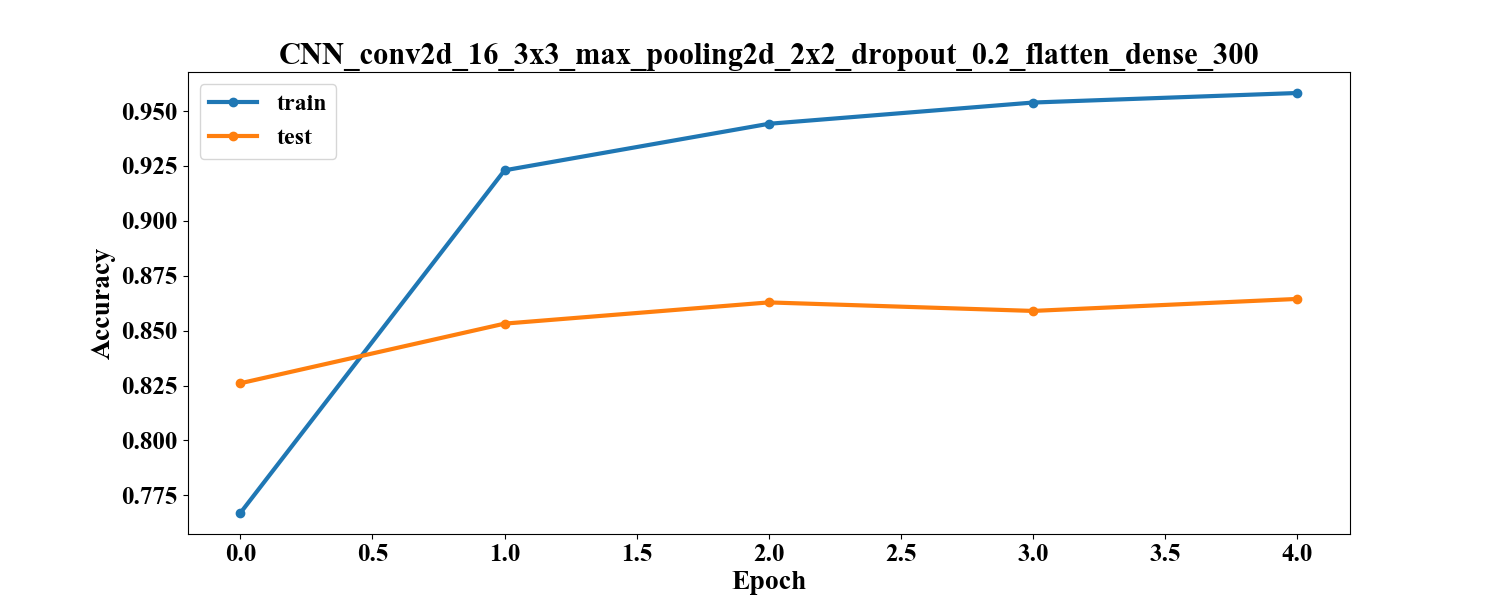 CNN_conv2d_16_3x3_max_pooling2d_2x2_dropout_0.2_flatten_dense_300
train
test
0.950
0.925
0.900
0.875
0.850
0.825
0.800
0.775
Accuracy
0.0 0.5 1.0 1.5 2.0 2.5 3.0 3.5 4.0
Epoch